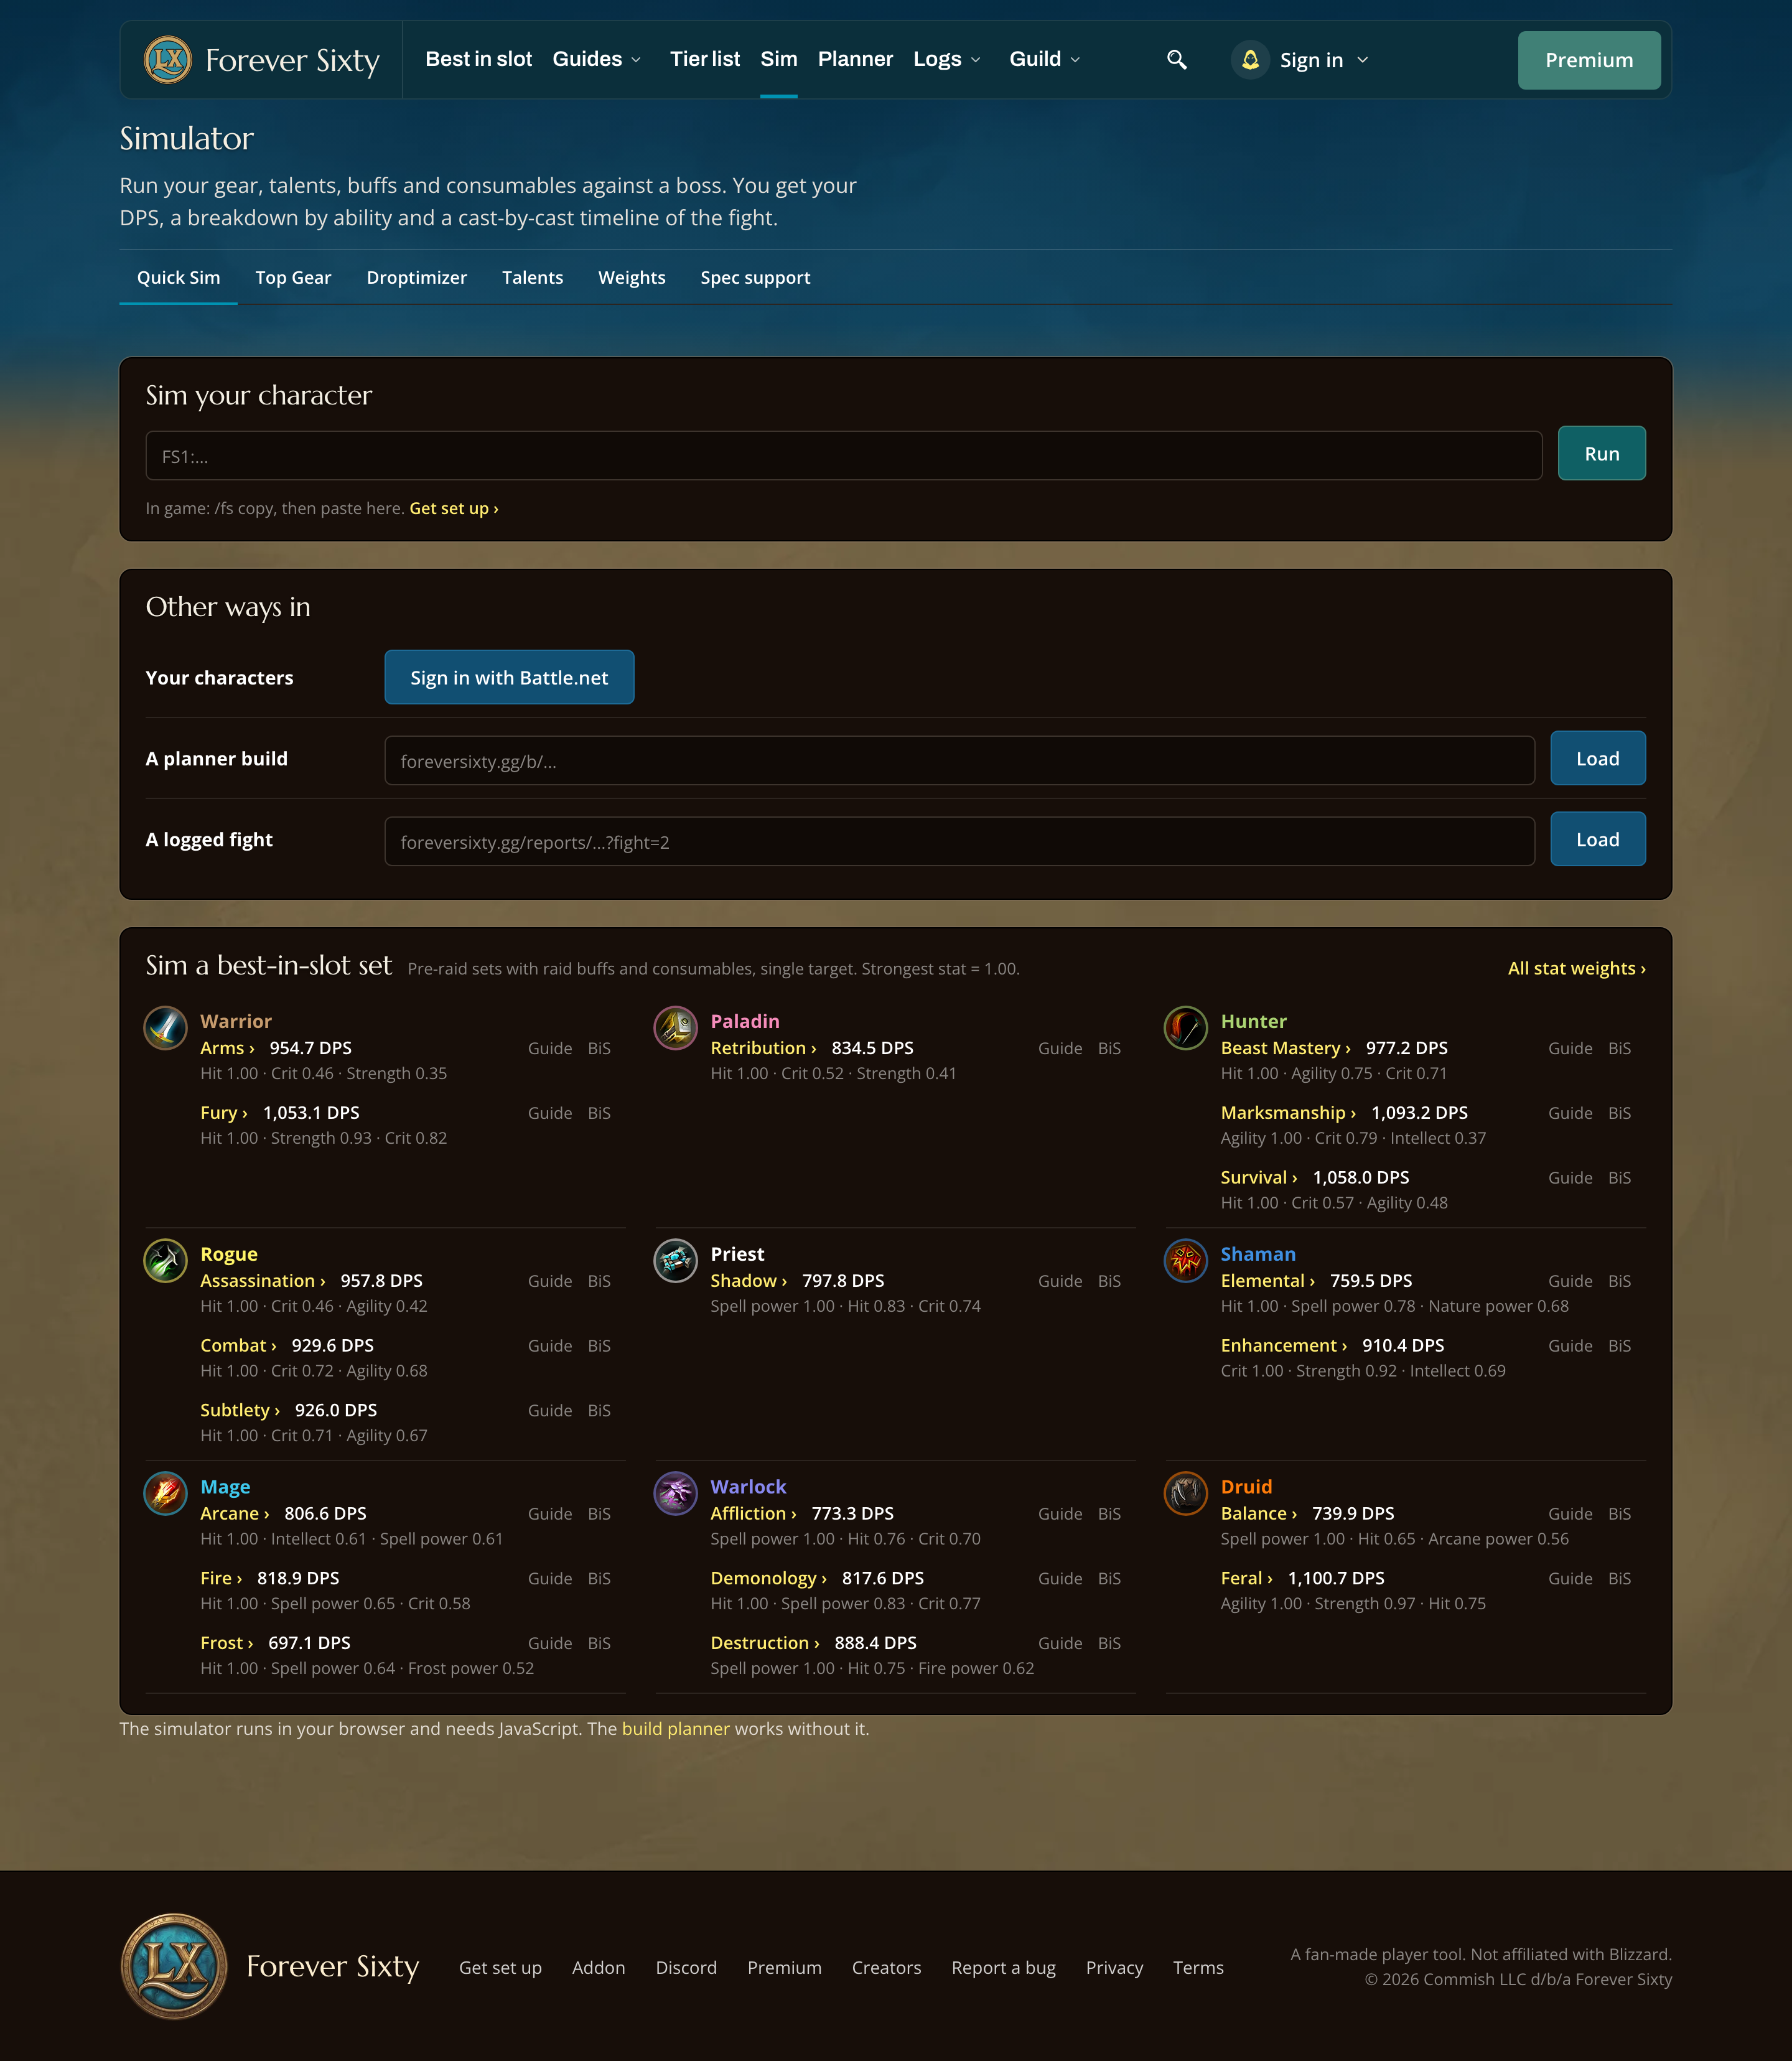 LX Forever Sixty Best in slot Guides Tier list Sim Planner Logs Guild Sign in Premium
Simulator
Run your gear, talents, buffs and consumables against a boss. You get your
DPS, a breakdown by ability and a cast-by-cast timeline of the fight.
Quick Sim Top Gear Droptimizer Talents Weights Spec support
Sim your character
FS1:...
Run
In game: /fs copy, then paste here. Get set up ›
Other ways in
Your characters Sign in with Battle.net
A planner build foreversixty.gg/b/... Load
A logged fight foreversixty.gg/reports/...?fight=2 Load
Sim a best-in-slot set Pre-raid sets with raid buffs and consumables, single target. Strongest stat = 1.00. All stat weights ›
Warrior
Arms › 954.7 DPS Guide BiS
Hit 1.00 · Crit 0.46 · Strength 0.35
Fury › 1,053.1 DPS Guide BiS
Hit 1.00 · Strength 0.93 · Crit 0.82
Paladin
Retribution › 834.5 DPS Guide BiS
Hit 1.00 · Crit 0.52 · Strength 0.41
Hunter
Beast Mastery › 977.2 DPS Guide BiS
Hit 1.00 · Agility 0.75 · Crit 0.71
Marksmanship › 1,093.2 DPS Guide BiS
Agility 1.00 · Crit 0.79 · Intellect 0.37
Survival › 1,058.0 DPS Guide BiS
Hit 1.00 · Crit 0.57 · Agility 0.48
Rogue
Assassination › 957.8 DPS Guide BiS
Hit 1.00 · Crit 0.46 · Agility 0.42
Combat › 929.6 DPS Guide BiS
Hit 1.00 · Crit 0.72 · Agility 0.68
Subtlety › 926.0 DPS Guide BiS
Hit 1.00 · Crit 0.71 · Agility 0.67
Priest
Shadow › 797.8 DPS Guide BiS
Spell power 1.00 · Hit 0.83 · Crit 0.74
Shaman
Elemental › 759.5 DPS Guide BiS
Hit 1.00 · Spell power 0.78 · Nature power 0.68
Enhancement › 910.4 DPS Guide BiS
Crit 1.00 · Strength 0.92 · Intellect 0.69
Mage
Arcane › 806.6 DPS Guide BiS
Hit 1.00 · Intellect 0.61 · Spell power 0.61
Fire › 818.9 DPS Guide BiS
Hit 1.00 · Spell power 0.65 · Crit 0.58
Frost › 697.1 DPS Guide BiS
Hit 1.00 · Spell power 0.64 · Frost power 0.52
Warlock
Affliction › 773.3 DPS Guide BiS
Spell power 1.00 · Hit 0.76 · Crit 0.70
Demonology › 817.6 DPS Guide BiS
Hit 1.00 · Spell power 0.83 · Crit 0.77
Destruction › 888.4 DPS Guide BiS
Spell power 1.00 · Hit 0.75 · Fire power 0.62
Druid
Balance › 739.9 DPS Guide BiS
Spell power 1.00 · Hit 0.65 · Arcane power 0.56
Feral › 1,100.7 DPS Guide BiS
Agility 1.00 · Strength 0.97 · Hit 0.75
The simulator runs in your browser and needs JavaScript. The build planner works without it.
LX Forever Sixty Get set up Addon Discord Premium Creators Report a bug Privacy Terms
A fan-made player tool. Not affiliated with Blizzard.
© 2026 Commish LLC d/b/a Forever Sixty